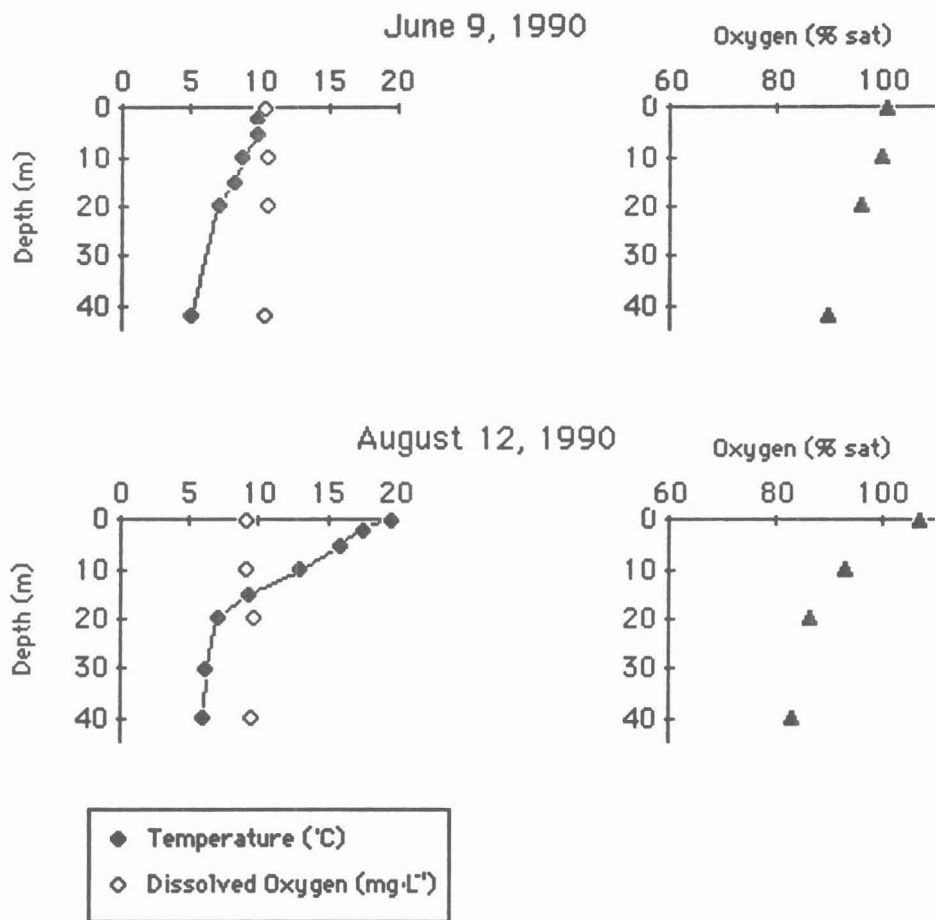 June 9, 1990
Oxygen (% sat)
0 5 10 15 20
60 80 100
0
10
20
30
40
Depth (m)
0
10
20
30
40
August 12, 1990
Oxygen (% sat)
0 5 10 15 20
60 80 100
0
10
20
30
40
Depth (m)
0
10
20
30
40
Temperature (°C)
Dissolved Oxygen (mg·L⁻¹)